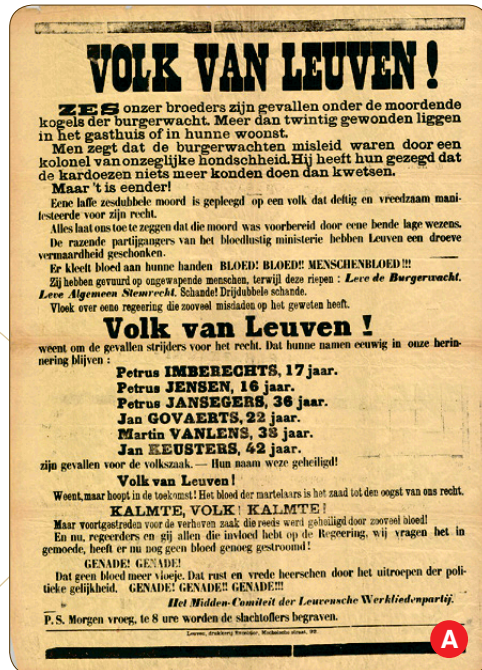 VOLK VAN LEUVEN !
ZES onzer broeders zijn gevallen onder de moordende
kogels der burgerwacht. Meer dan twintig gewonden liggen
in het gasthuis of in hunne woonst.
Men zegt dat de burgerwachten misleid waren door een
kolonel van onzeglijke hondschheid. Hij heeft hun gezegd dat
de kardoezen niets meer konden doen dan kwetsen.
Maar 't is eender!
Eene laffe zesdubbele moord is gepleegd op een volk dat deftig en vreedzaam mani-
festeerde voor zijn recht.
Alles laat ons toe te zeggen dat die moord was voorbereid door eene bende lage wezens.
De razende partijgangers van het bloedlustig ministerie hebben Leuven een droeve
vermaardheid geschonken.
Er kleeft bloed aan hunne handen BLOED! BLOED!! MENSCHENBLOED!!!
Zij hebben gevuurd op ongewapende menschen, terwijl deze riepen : Leve de Burgerwacht,
Leve Algemeen Stemrecht. Schande! Drijdubbele schande.
Vloek over eene regeering die zooveel misdaden op het geweten heeft.
Volk van Leuven !
weent om de gevallen strijders voor het recht. Dat hunne namen eeuwig in onze herin-
nering blijven :
Petrus IMBERECHTS, 17 jaar.
Petrus JENSEN, 16 jaar.
Petrus JANSEGERS, 36 jaar.
Jan GOVAERTS, 22 jaar.
Martin VANLENS, 38 jaar.
Jan KEUSTERS, 42 jaar.
zijn gevallen voor de volkszaak. — Hun naam weze geheiligd!
Volk van Leuven !
Weent, maar hoopt in de toekomst! Het bloed der martelaars is het zaad tot den oogst van ons recht.
KALMTE, VOLK! KALMTE!
Maar voortgestreden voor de verheven zaak die reeds werd geheiligd door zooveel bloed!
En nu, regeerders en gij allen die invloed hebt op de Regeering, wij vragen het in
gemoede, heeft er nu nog geen bloed genoeg gestroomd!
GENADE! GENADE!
Dat geen bloed meer vloeje. Dat rust en vrede heerschen door het uitroepen der poli-
tieke gelijkheid. GENADE! GENADE!! GENADE!!!
Het Midden-Comiteit der Leuvensche Werkliedenpartij.
P. S. Morgen vroeg, te 8 ure worden de slachtoffers begraven.
Leuven, drukkerij Mechelsche straat,
A